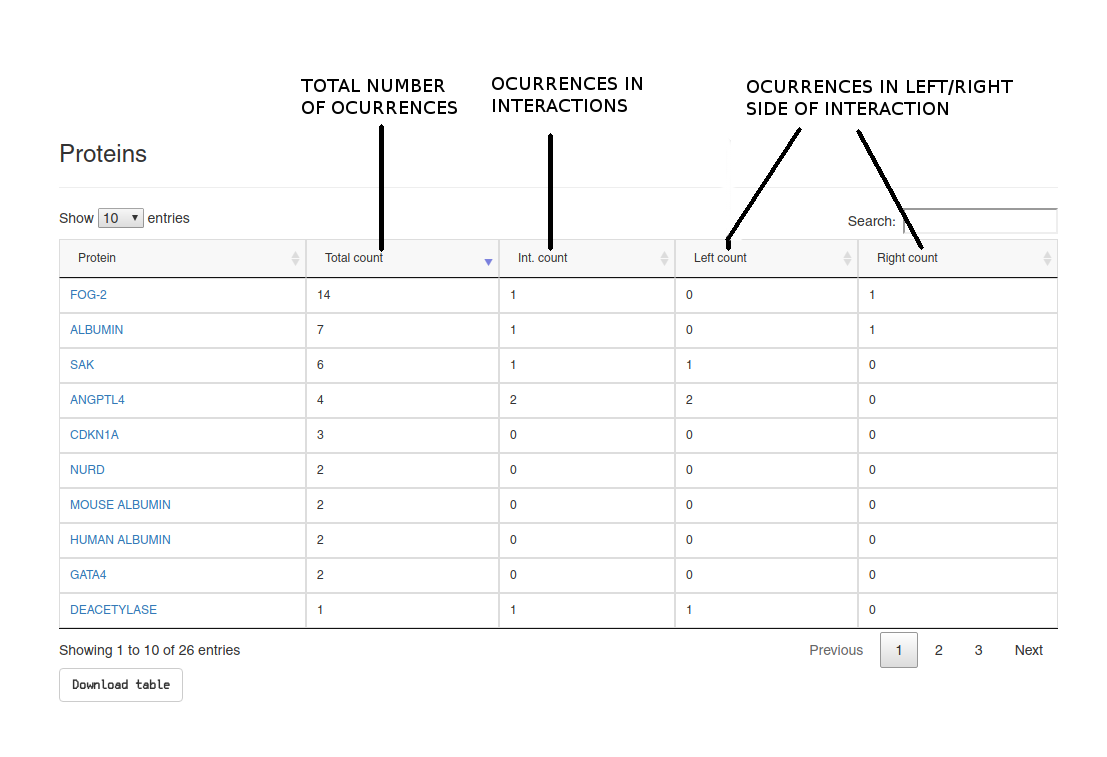 TOTAL NUMBER
OF OCURRENCES
OCURRENCES IN
INTERACTIONS
OCURRENCES IN LEFT/RIGHT
SIDE OF INTERACTION
Proteins
Show 10 entries
Search:
Protein Total count Int. count Left count Right count
FOG-2 14 1 0 1
ALBUMIN 7 1 0 1
SAK 6 1 1 0
ANGPTL4 4 2 2 0
CDKN1A 3 0 0 0
NURD 2 0 0 0
MOUSE ALBUMIN 2 0 0 0
HUMAN ALBUMIN 2 0 0 0
GATA4 2 0 0 0
DEACETYLASE 1 1 1 0
Showing 1 to 10 of 26 entries
Previous 1 2 3 Next
Download table